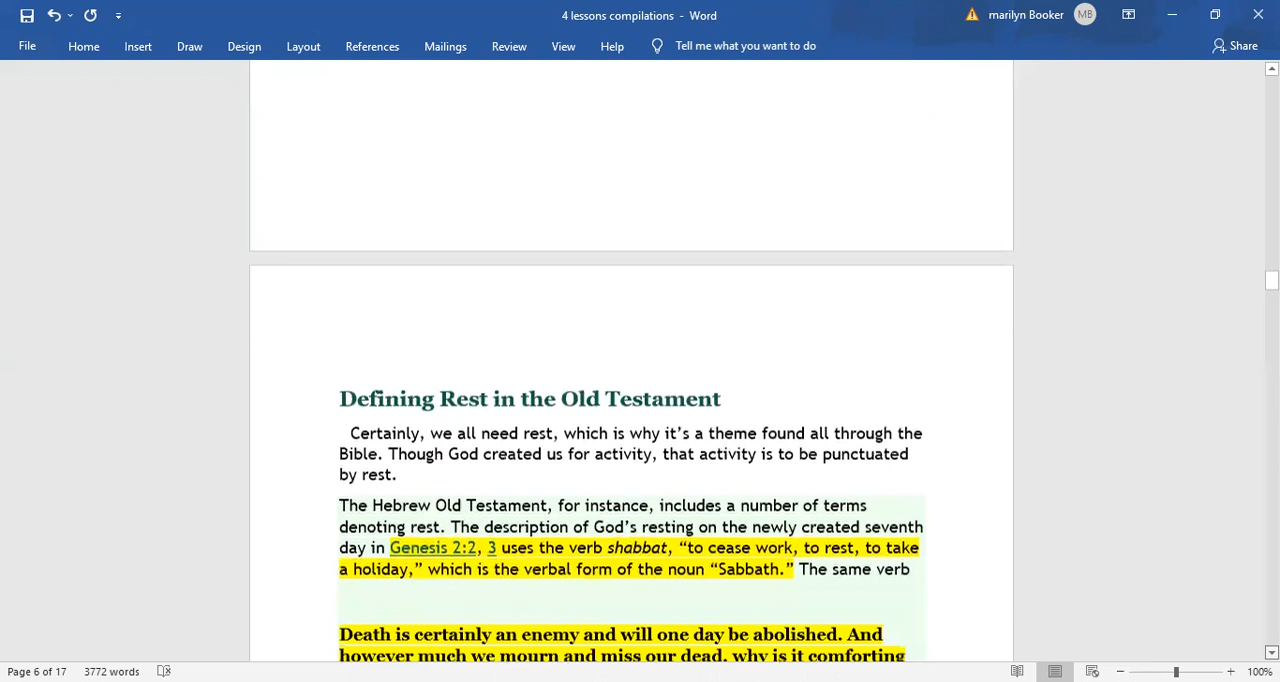 4 lessons compilations - Word
marilyn Booker MB
File Home Insert Draw Design Layout References Mailings Review View Help Tell me what you want to do Share
Defining Rest in the Old Testament
Certainly, we all need rest, which is why it’s a theme found all through the
Bible. Though God created us for activity, that activity is to be punctuated
by rest.
The Hebrew Old Testament, for instance, includes a number of terms
denoting rest. The description of God’s resting on the newly created seventh
day in Genesis 2:2, 3 uses the verb shabbat, “to cease work, to rest, to take
a holiday,” which is the verbal form of the noun “Sabbath.” The same verb
Death is certainly an enemy and will one day be abolished. And
however much we mourn and miss our dead, why is it comforting
Page 6 of 17 3772 words 100%